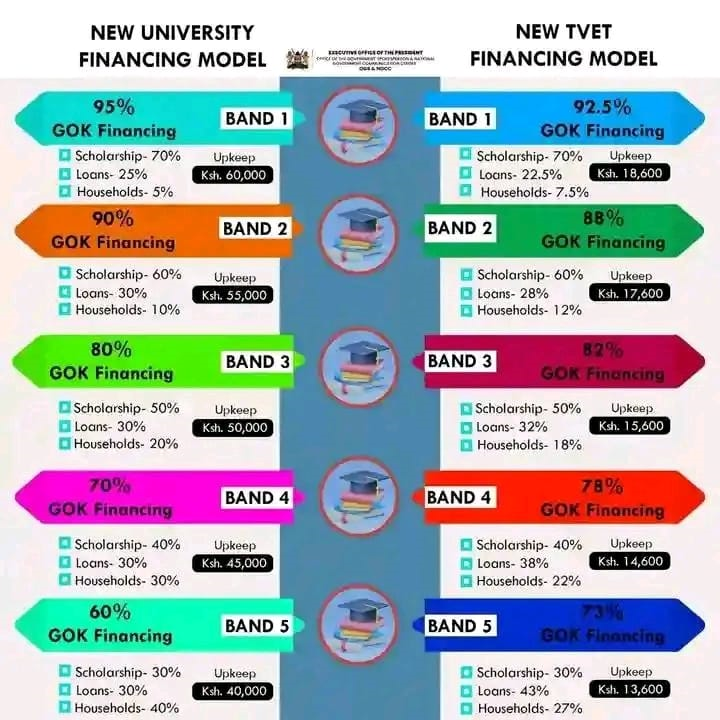 NEW UNIVERSITY
FINANCING MODEL
EXECUTIVE OFFICE OF THE PRESIDENT
OFFICE OF THE GOVERNMENT SPOKESPERSON & NATIONAL
GOVERNMENT COMMUNICATION CENTRE
OGS & NGCC
NEW TVET
FINANCING MODEL
95%
GOK Financing
BAND 1
Scholarship- 70%
Loans- 25%
Households- 5%
Upkeep
Ksh. 60,000
BAND 1
92.5%
GOK Financing
Scholarship- 70%
Loans- 22.5%
Households- 7.5%
Upkeep
Ksh. 18,600
90%
GOK Financing
BAND 2
Scholarship- 60%
Loans- 30%
Households- 10%
Upkeep
Ksh. 55,000
BAND 2
88%
GOK Financing
Scholarship- 60%
Loans- 28%
Households- 12%
Upkeep
Ksh. 17,600
80%
GOK Financing
BAND 3
Scholarship- 50%
Loans- 30%
Households- 20%
Upkeep
Ksh. 50,000
BAND 3
82%
GOK Financing
Scholarship- 50%
Loans- 32%
Households- 18%
Upkeep
Ksh. 15,600
70%
GOK Financing
BAND 4
Scholarship- 40%
Loans- 30%
Households- 30%
Upkeep
Ksh. 45,000
BAND 4
78%
GOK Financing
Scholarship- 40%
Loans- 38%
Households- 22%
Upkeep
Ksh. 14,600
60%
GOK Financing
BAND 5
Scholarship- 30%
Loans- 30%
Households- 40%
Upkeep
Ksh. 40,000
BAND 5
73%
GOK Financing
Scholarship- 30%
Loans- 43%
Households- 27%
Upkeep
Ksh. 13,600